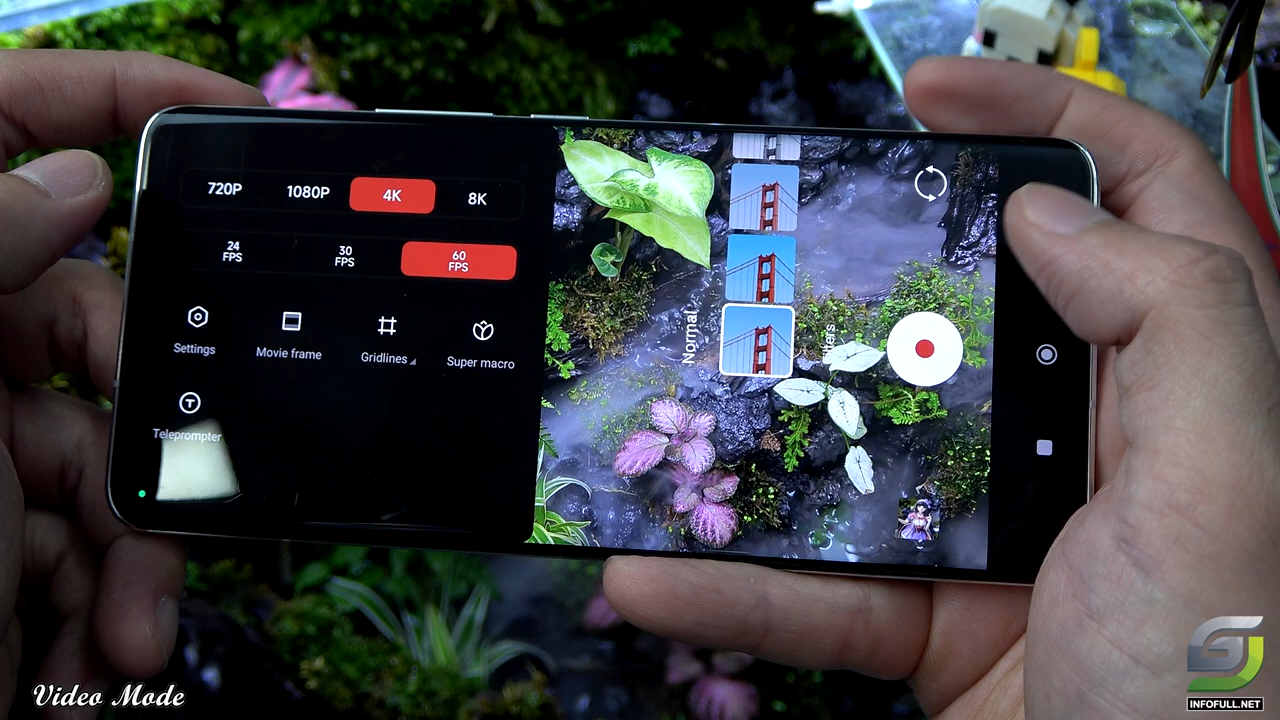 720P 1080P 4K 8K
24 FPS
30 FPS
60 FPS
Settings
Movie frame
Gridlines
Super macro
Teleprompter
Normal
Video Mode
INFOFULL.NET